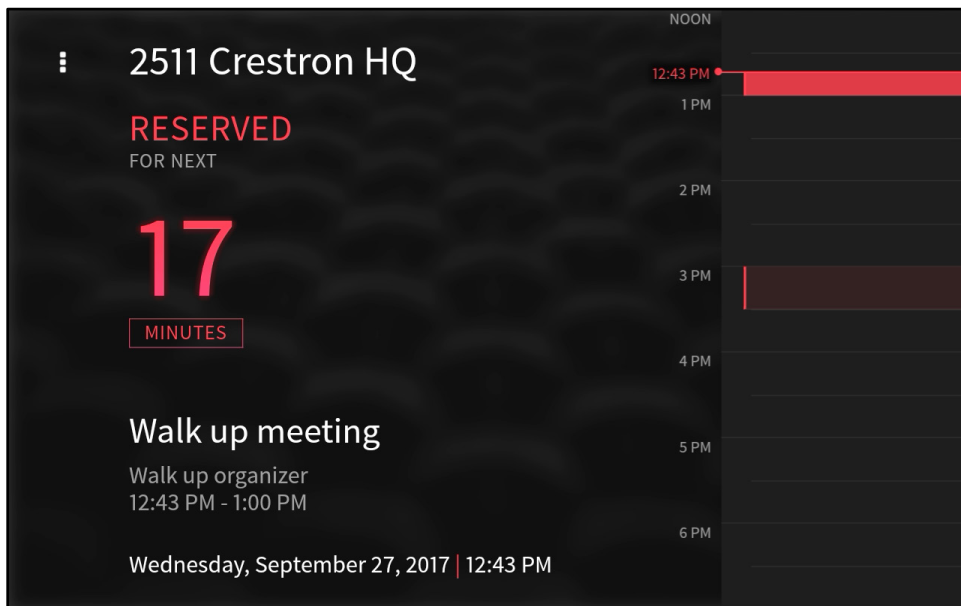 2511 Crestron HQ
RESERVED
FOR NEXT
17
MINUTES
Walk up meeting
Walk up organizer
12:43 PM - 1:00 PM
Wednesday, September 27, 2017 | 12:43 PM
NOON
12:43 PM
1 PM
2 PM
3 PM
4 PM
5 PM
6 PM